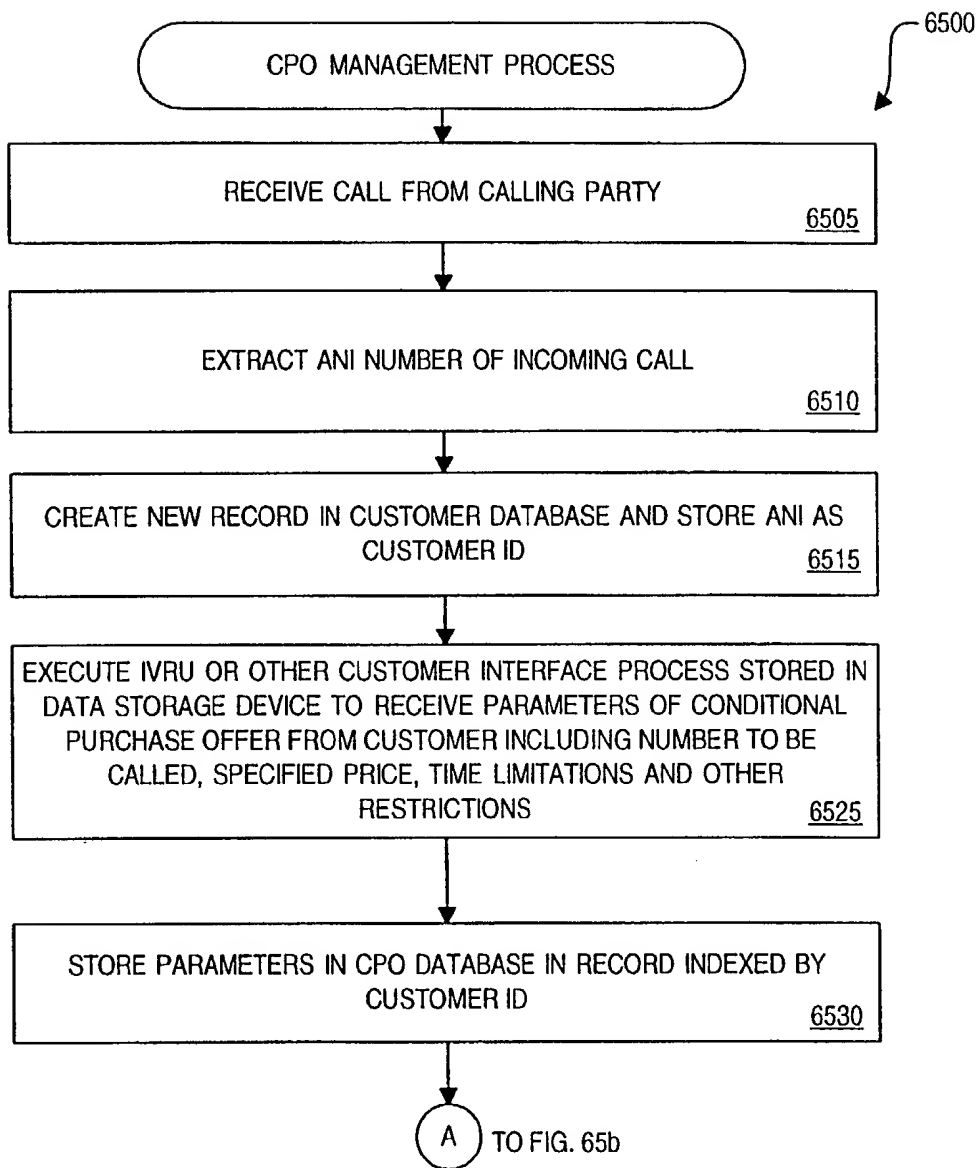 6500
CPO MANAGEMENT PROCESS
RECEIVE CALL FROM CALLING PARTY
6505
EXTRACT ANI NUMBER OF INCOMING CALL
6510
CREATE NEW RECORD IN CUSTOMER DATABASE AND STORE ANI AS
CUSTOMER ID
6515
EXECUTE IVRU OR OTHER CUSTOMER INTERFACE PROCESS STORED IN
DATA STORAGE DEVICE TO RECEIVE PARAMETERS OF CONDITIONAL
PURCHASE OFFER FROM CUSTOMER INCLUDING NUMBER TO BE
CALLED, SPECIFIED PRICE, TIME LIMITATIONS AND OTHER
RESTRICTIONS
6525
STORE PARAMETERS IN CPO DATABASE IN RECORD INDEXED BY
CUSTOMER ID
6530
A TO FIG. 65b